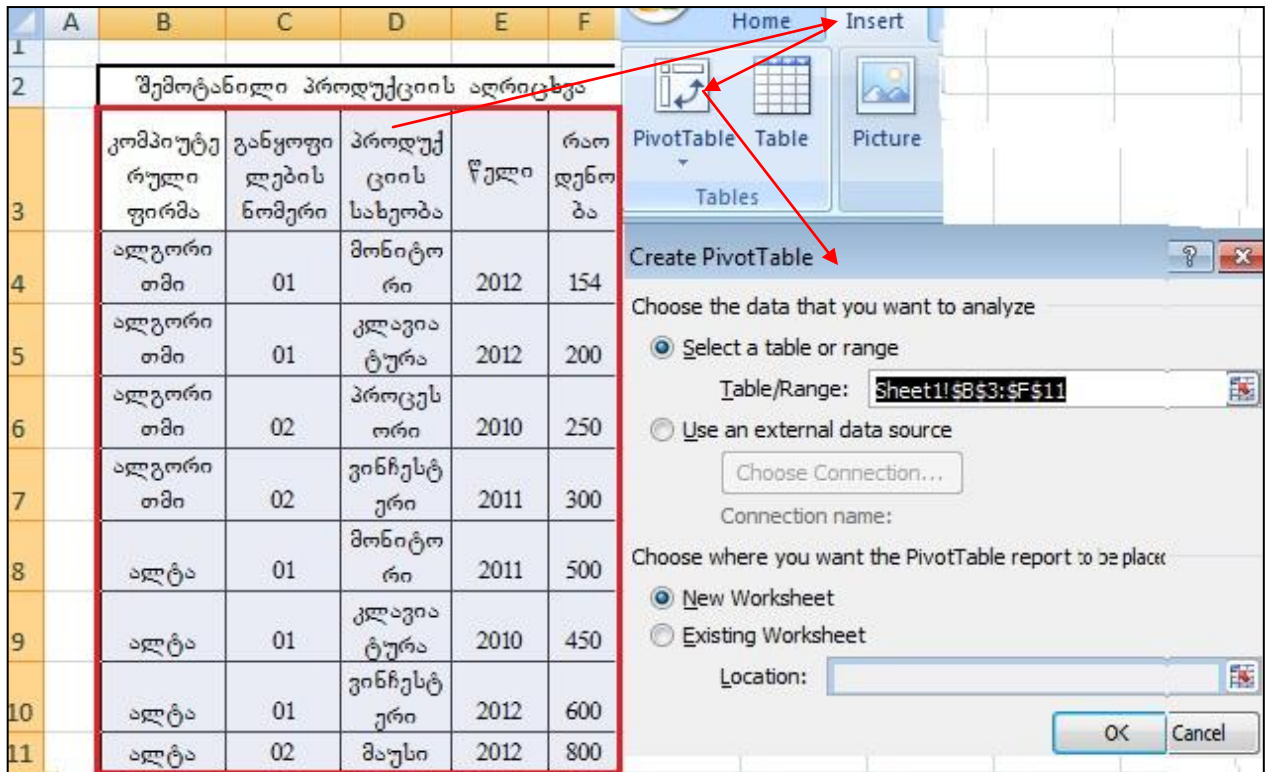 A B C D E F
1
2 შემოტანილი პროდუქციის აღრიცხვა
3
კომპიუტე
რული
ფირმა
განყოფი
ლების
ნომერი
პროდუქ
ციის
სახეობა
წელი
რაო
დენო
ბა
4
ალგორი
თმი
01
მონიტო
რი
2012
154
5
ალგორი
თმი
01
კლავია
ტურა
2012
200
6
ალგორი
თმი
02
პროცეს
ორი
2010
250
7
ალგორი
თმი
02
ვინჩესტ
ერი
2011
300
8
ალტა
01
მონიტო
რი
2011
500
9
ალტა
01
კლავია
ტურა
2010
450
10
ალტა
01
ვინჩესტ
ერი
2012
600
11
ალტა
02
მაუსი
2012
800
Home Insert
PivotTable Table Picture
Tables
Create PivotTable
Choose the data that you want to analyze
Select a table or range
Table/Range: Sheet1!$B$3:$F$11
Use an external data source
Choose Connection...
Connection name:
Choose where you want the PivotTable report to be placed
New Worksheet
Existing Worksheet
Location:
OK Cancel